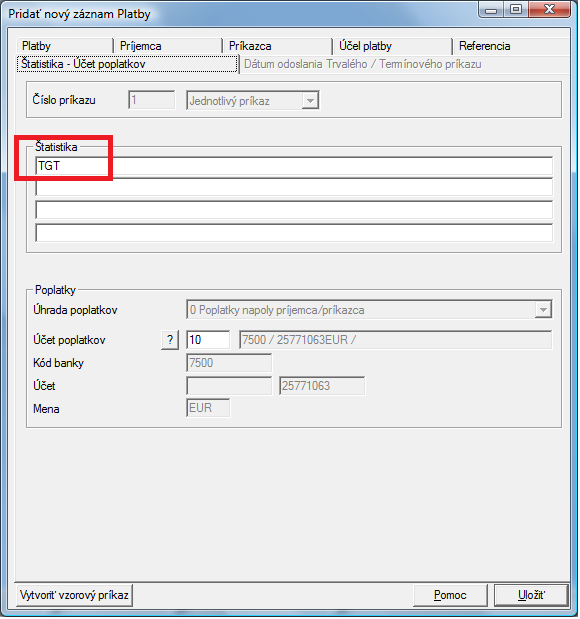 Pridať nový záznam Platby
Platby Príjemca Príkazca Účel platby Referencia
Štatistika - Účet poplatkov Dátum odoslania Trvalého / Termínového príkazu
Číslo príkazu 1 Jednotlivý príkaz
Štatistika
TGT
Poplatky
Úhrada poplatkov 0 Poplatky napoly príjemca/príkazca
Účet poplatkov ? 10 7500 / 25771063EUR /
Kód banky 7500
Účet 25771063
Mena EUR
Vytvoriť vzorový príkaz Pomoc Uložiť